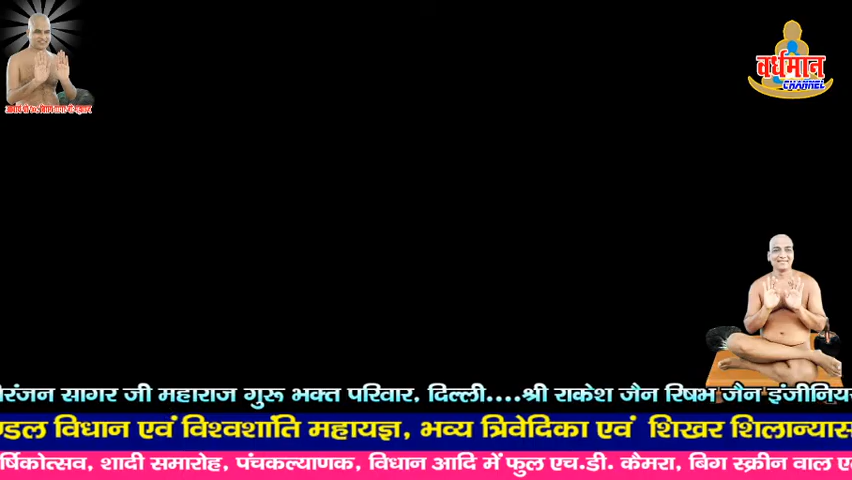 वर्धमान
CHANNEL
रंजन सागर जी महाराज गुरू भक्त परिवार, दिल्ली....श्री राकेश जैन रिषभ जैन इंजीनियर
ण्डल विधान एवं विश्वशांति महायज्ञ, भव्य त्रिवेदिका एवं शिखर शिलान्यास
र्षिकोत्सव, शादी समारोह, पंचकल्याणक, विधान आदि में फुल एच.डी. कैमरा, बिग स्क्रीन वाल ए